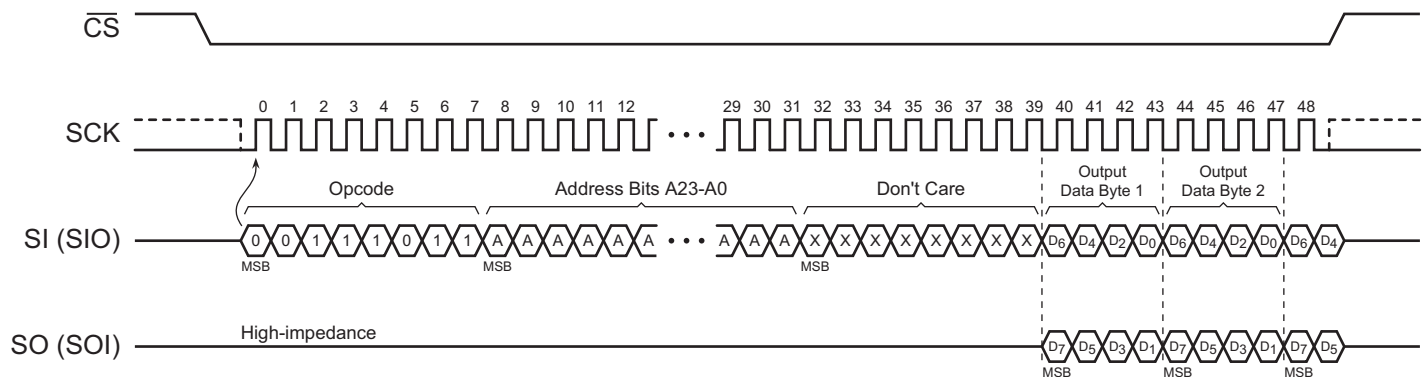 CS
0 1 2 3 4 5 6 7 8 9 10 11 12 29 30 31 32 33 34 35 36 37 38 39 40 41 42 43 44 45 46 47 48
SCK
Opcode Address Bits A23-A0 Don't Care Output Data Byte 1 Output Data Byte 2
SI (SIO) 0 0 1 1 1 0 1 1 A A A A A A A A A X X X X X X X X D6 D4 D2 D0 D6 D4 D2 D0 D6 D4
MSB MSB MSB
High-impedance
SO (SOI) D7 D5 D3 D1 D7 D5 D3 D1 D7 D5
MSB MSB MSB